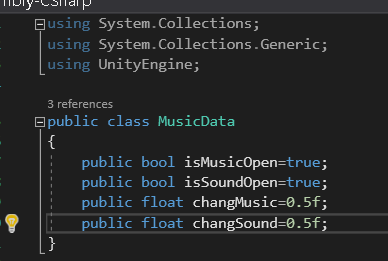 mbly-CSharp
using System.Collections;
using System.Collections.Generic;
using UnityEngine;
3 references
public class MusicData
{
public bool isMusicOpen=true;
public bool isSoundOpen=true;
public float changMusic=0.5f;
public float changSound=0.5f;
}